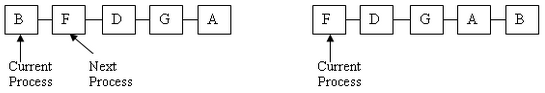 B F D G A
Current Process
Next Process
F D G A B
Current Process